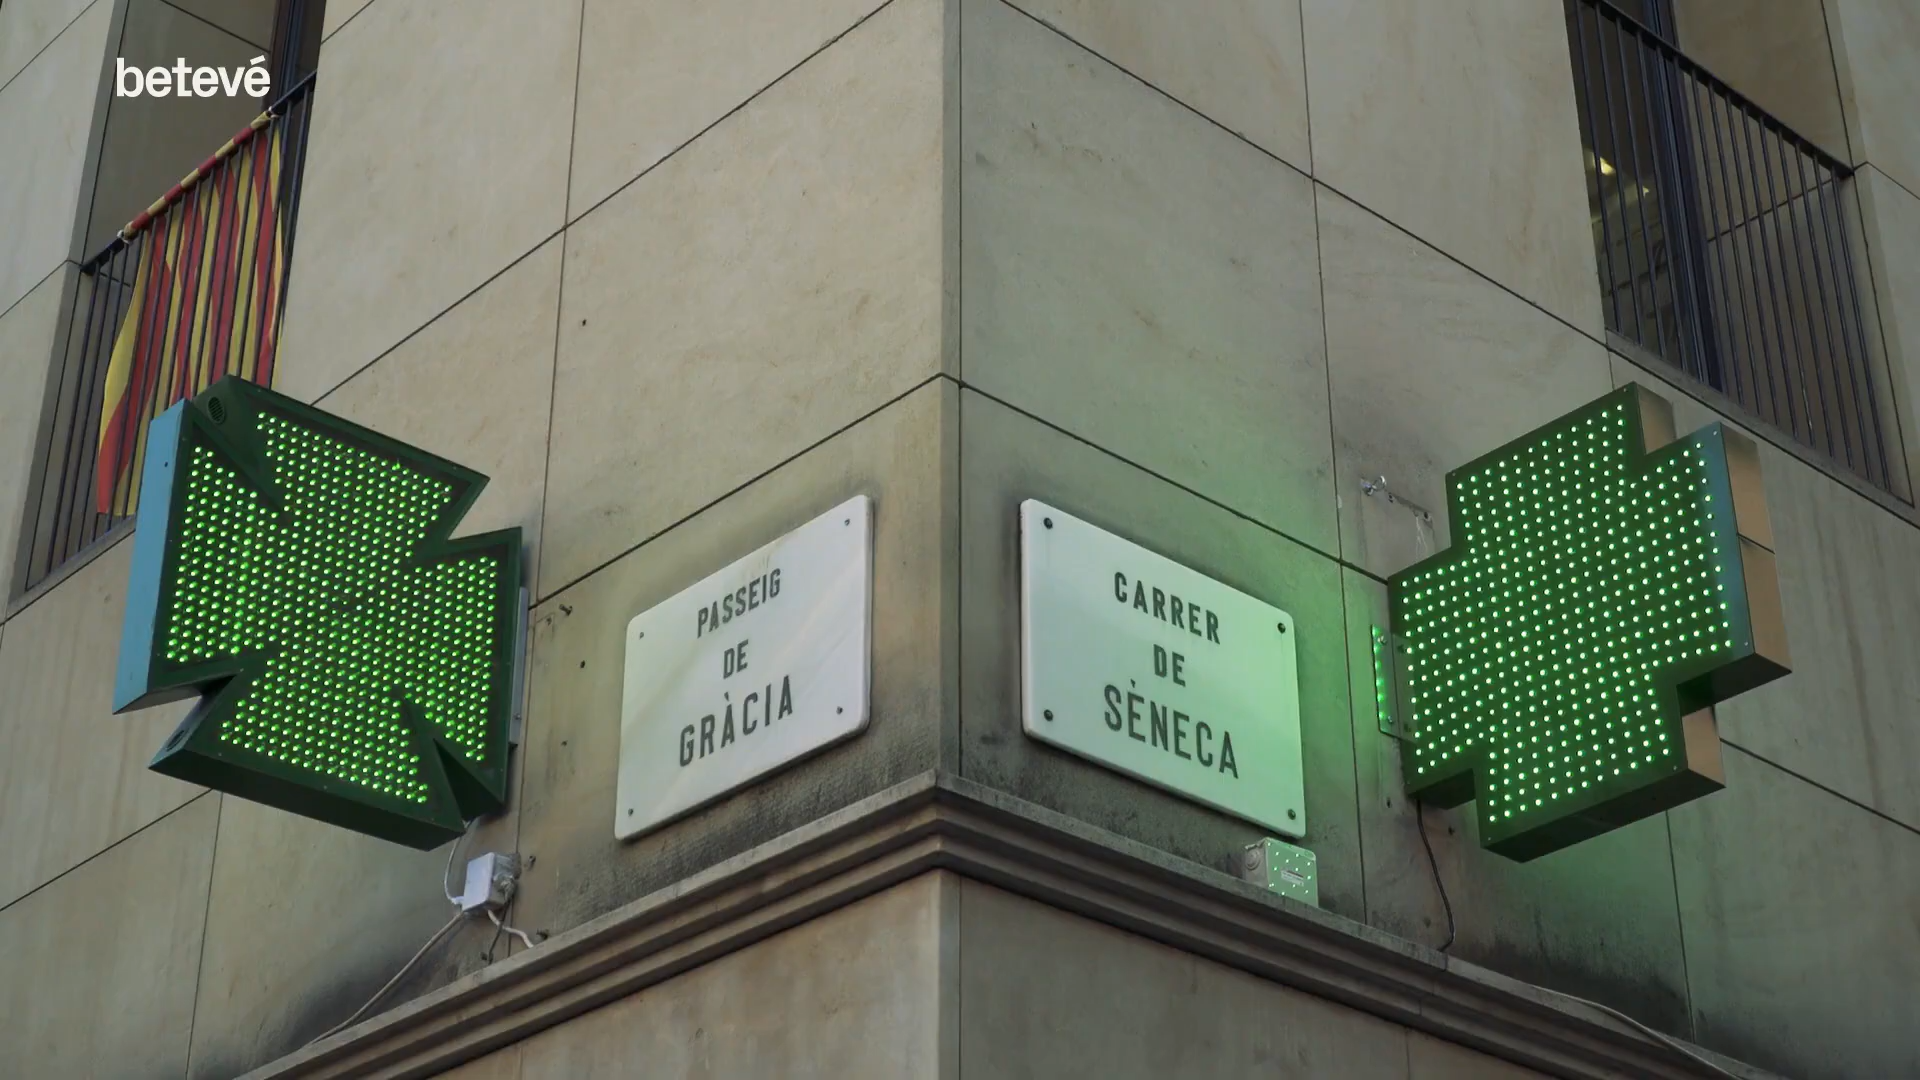 betevé
PASSEIG
DE
GRÀCIA
CARRER
DE
SÈNECA